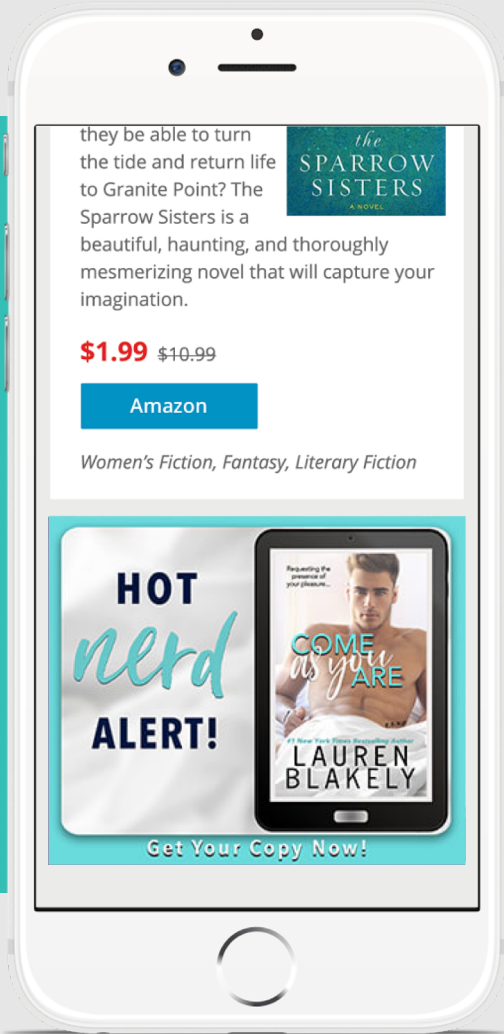 they be able to turn
the tide and return life
to Granite Point? The
Sparrow Sisters is a
beautiful, haunting, and thoroughly
mesmerizing novel that will capture your
imagination.
the
SPARROW
SISTERS
A NOVEL
$1.99 $10.99
Amazon
Women's Fiction, Fantasy, Literary Fiction
HOT
nerd
ALERT!
Requesting the
presence of
your pleasure...
COME
as you
ARE
#1 New York Times Bestselling Author
LAUREN
BLAKELY
Get Your Copy Now!